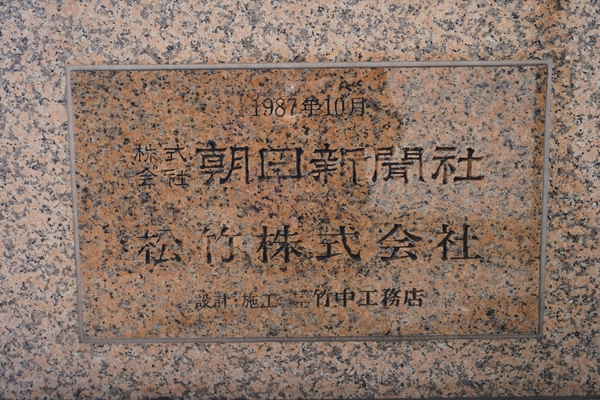 1987年10月
株式会社 朝日新聞社
松竹株式会社
設計・施工 竹中工務店